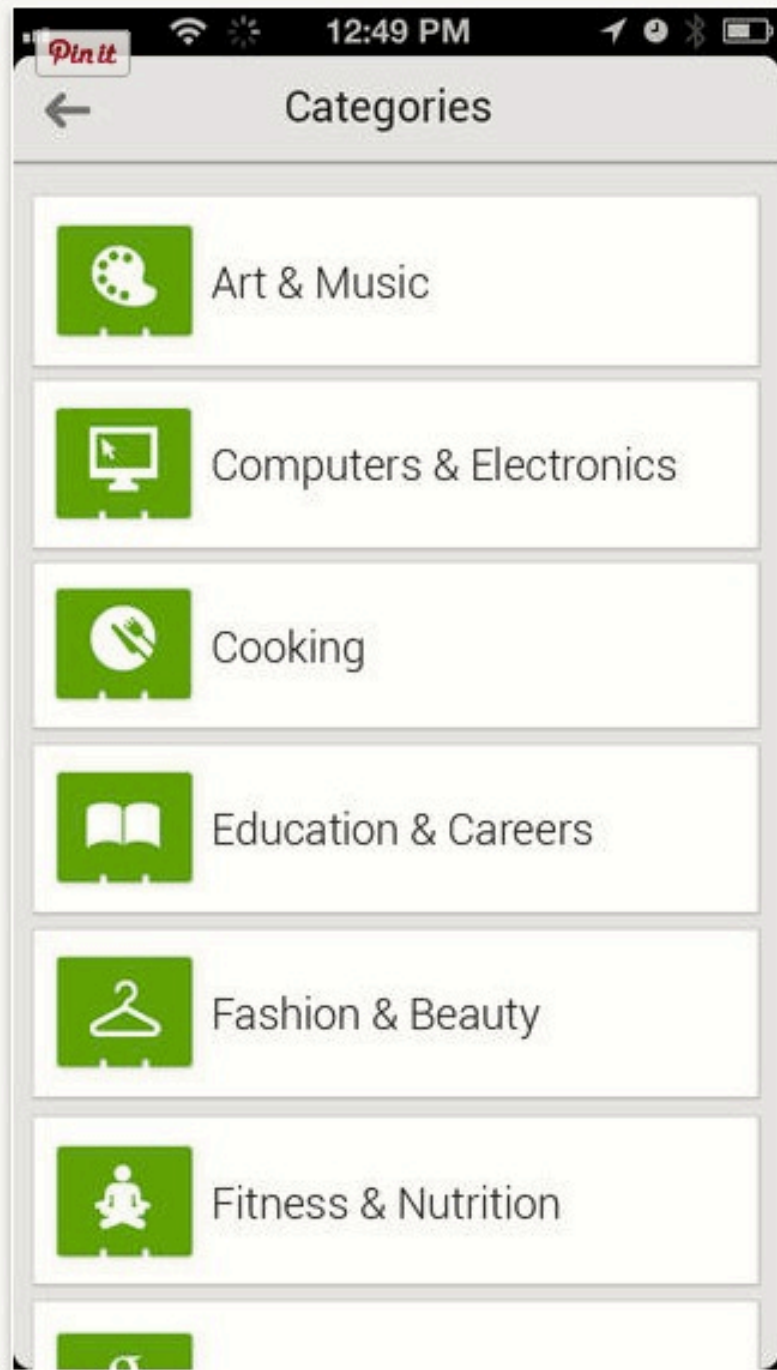 12:49 PM
Pin it
Categories
Art & Music
Computers & Electronics
Cooking
Education & Careers
Fashion & Beauty
Fitness & Nutrition